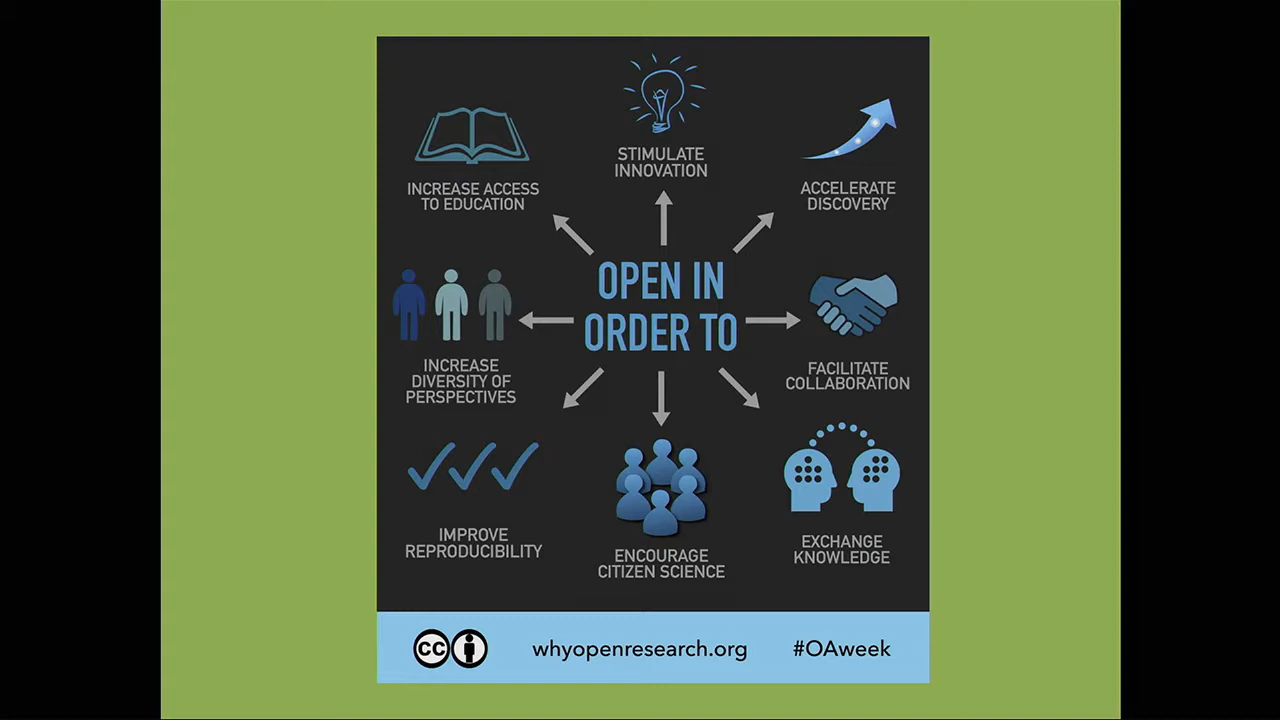 STIMULATE
INNOVATION
INCREASE ACCESS
TO EDUCATION
ACCELERATE
DISCOVERY
OPEN IN
ORDER TO
INCREASE
DIVERSITY OF
PERSPECTIVES
FACILITATE
COLLABORATION
IMPROVE
REPRODUCIBILITY
ENCOURAGE
CITIZEN SCIENCE
EXCHANGE
KNOWLEDGE
CC
whyopenresearch.org
#OAweek